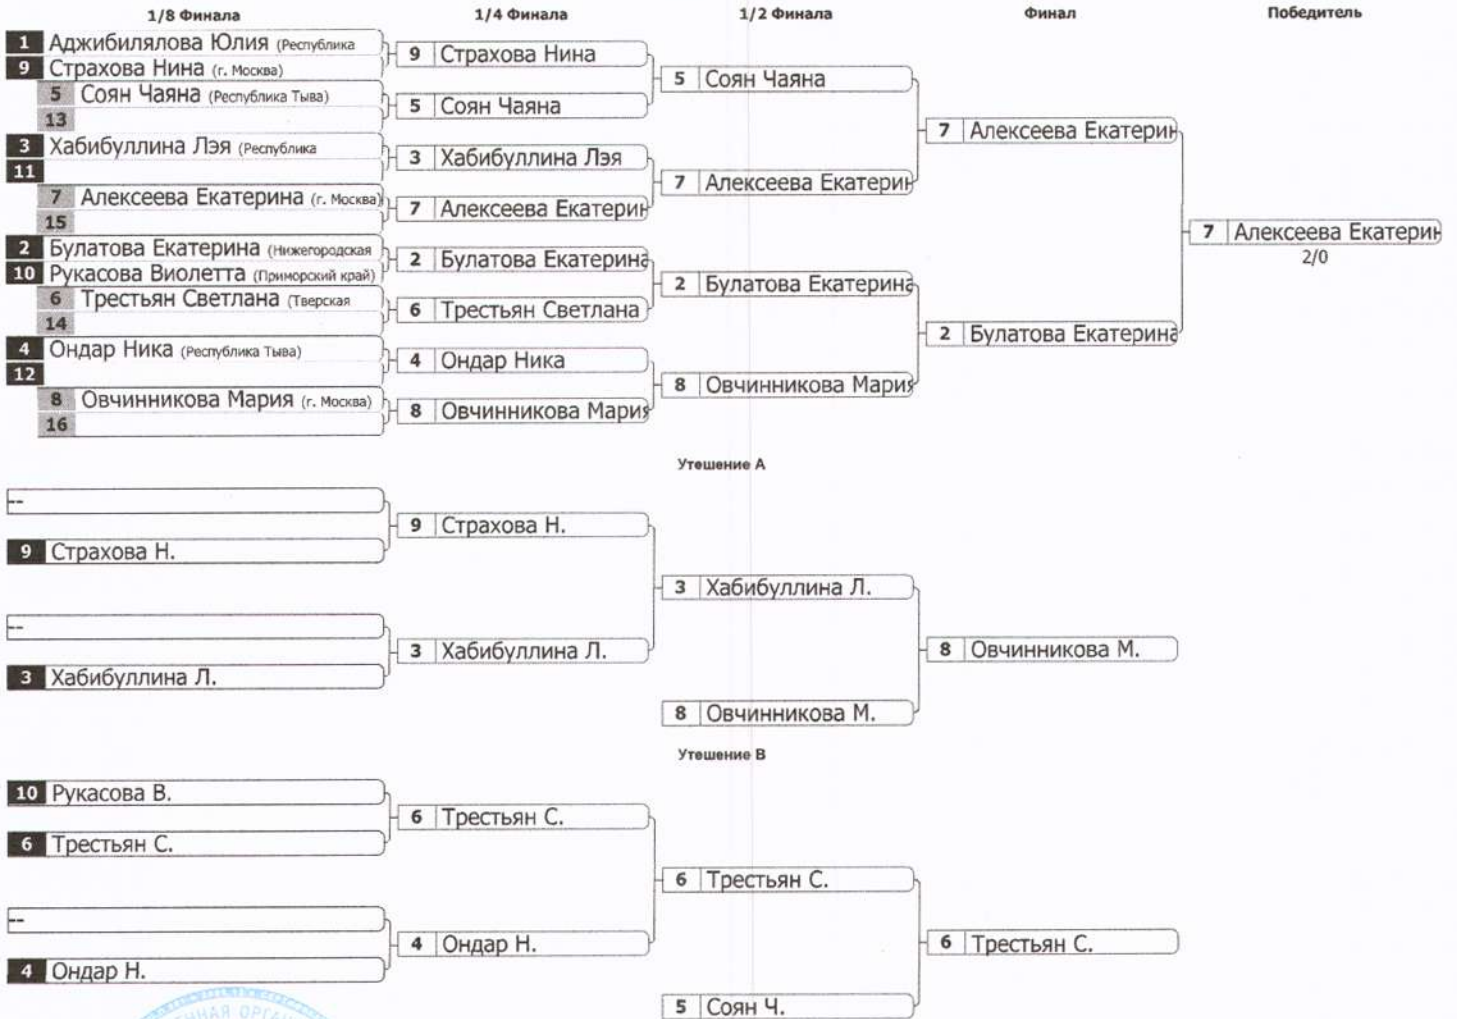 1/8 Финала 1/4 Финала 1/2 Финала Финал Победитель
1 Аджибилялова Юлия (Республика
9 Страхова Нина (г. Москва)
9 Страхова Нина
5 Соян Чаяна
5 Соян Чаяна (Республика Тыва)
5 Соян Чаяна
13
7 Алексеева Екатерин
3 Хабибуллина Лэя (Республика
3 Хабибуллина Лэя
11
7 Алексеева Екатерин
7 Алексеева Екатерина (г. Москва)
7 Алексеева Екатерин
15
7 Алексеева Екатерин
2/0
2 Булатова Екатерина (Нижегородская
2 Булатова Екатерина
10 Рукасова Виолетта (Приморский край)
2 Булатова Екатерина
6 Трестьян Светлана (Тверская
6 Трестьян Светлана
14
2 Булатова Екатерина
4 Ондар Ника (Республика Тыва)
4 Ондар Ника
12
8 Овчинникова Мария
8 Овчинникова Мария (г. Москва)
8 Овчинникова Мария
16
Утешение А
--
9 Страхова Н.
9 Страхова Н.
3 Хабибуллина Л.
--
3 Хабибуллина Л.
8 Овчинникова М.
3 Хабибуллина Л.
8 Овчинникова М.
Утешение В
10 Рукасова В.
6 Трестьян С.
6 Трестьян С.
6 Трестьян С.
--
4 Ондар Н.
6 Трестьян С.
4 Ондар Н.
5 Соян Ч.